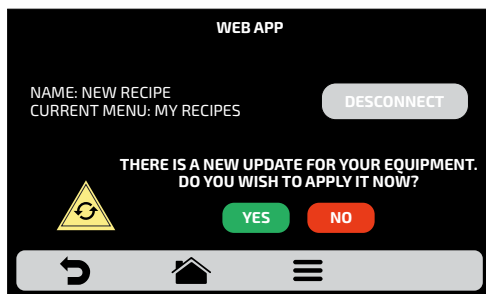 WEB APP
NAME: NEW RECIPE
CURRENT MENU: MY RECIPES
DESCONNECT
THERE IS A NEW UPDATE FOR YOUR EQUIPMENT.
DO YOU WISH TO APPLY IT NOW?
YES
NO